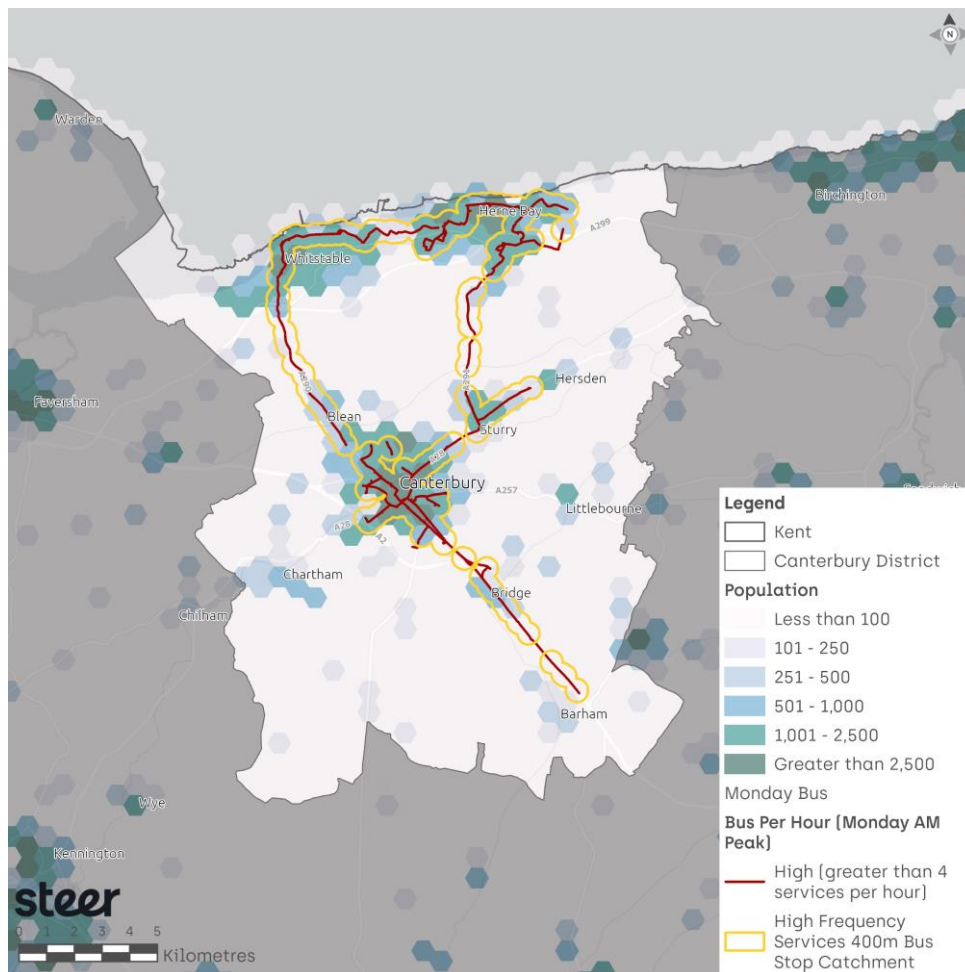 N
Warden
Birchington
Herne Bay
A299
Whitstable
A290
A291
Hersden
Faversham
Blean
Sturry
A28
Canterbury
A257
Littlebourne
A28
A2
Chartham
Bridge
Chilham
Barham
Wye
Kennington
Legend
Kent
Canterbury District
Population
Less than 100
101 - 250
251 - 500
501 - 1,000
1,001 - 2,500
Greater than 2,500
Monday Bus
Bus Per Hour (Monday AM
Peak)
High (greater than 4
services per hour)
High Frequency
Services 400m Bus
Stop Catchment
steer
0 1 2 3 4 5
Kilometres